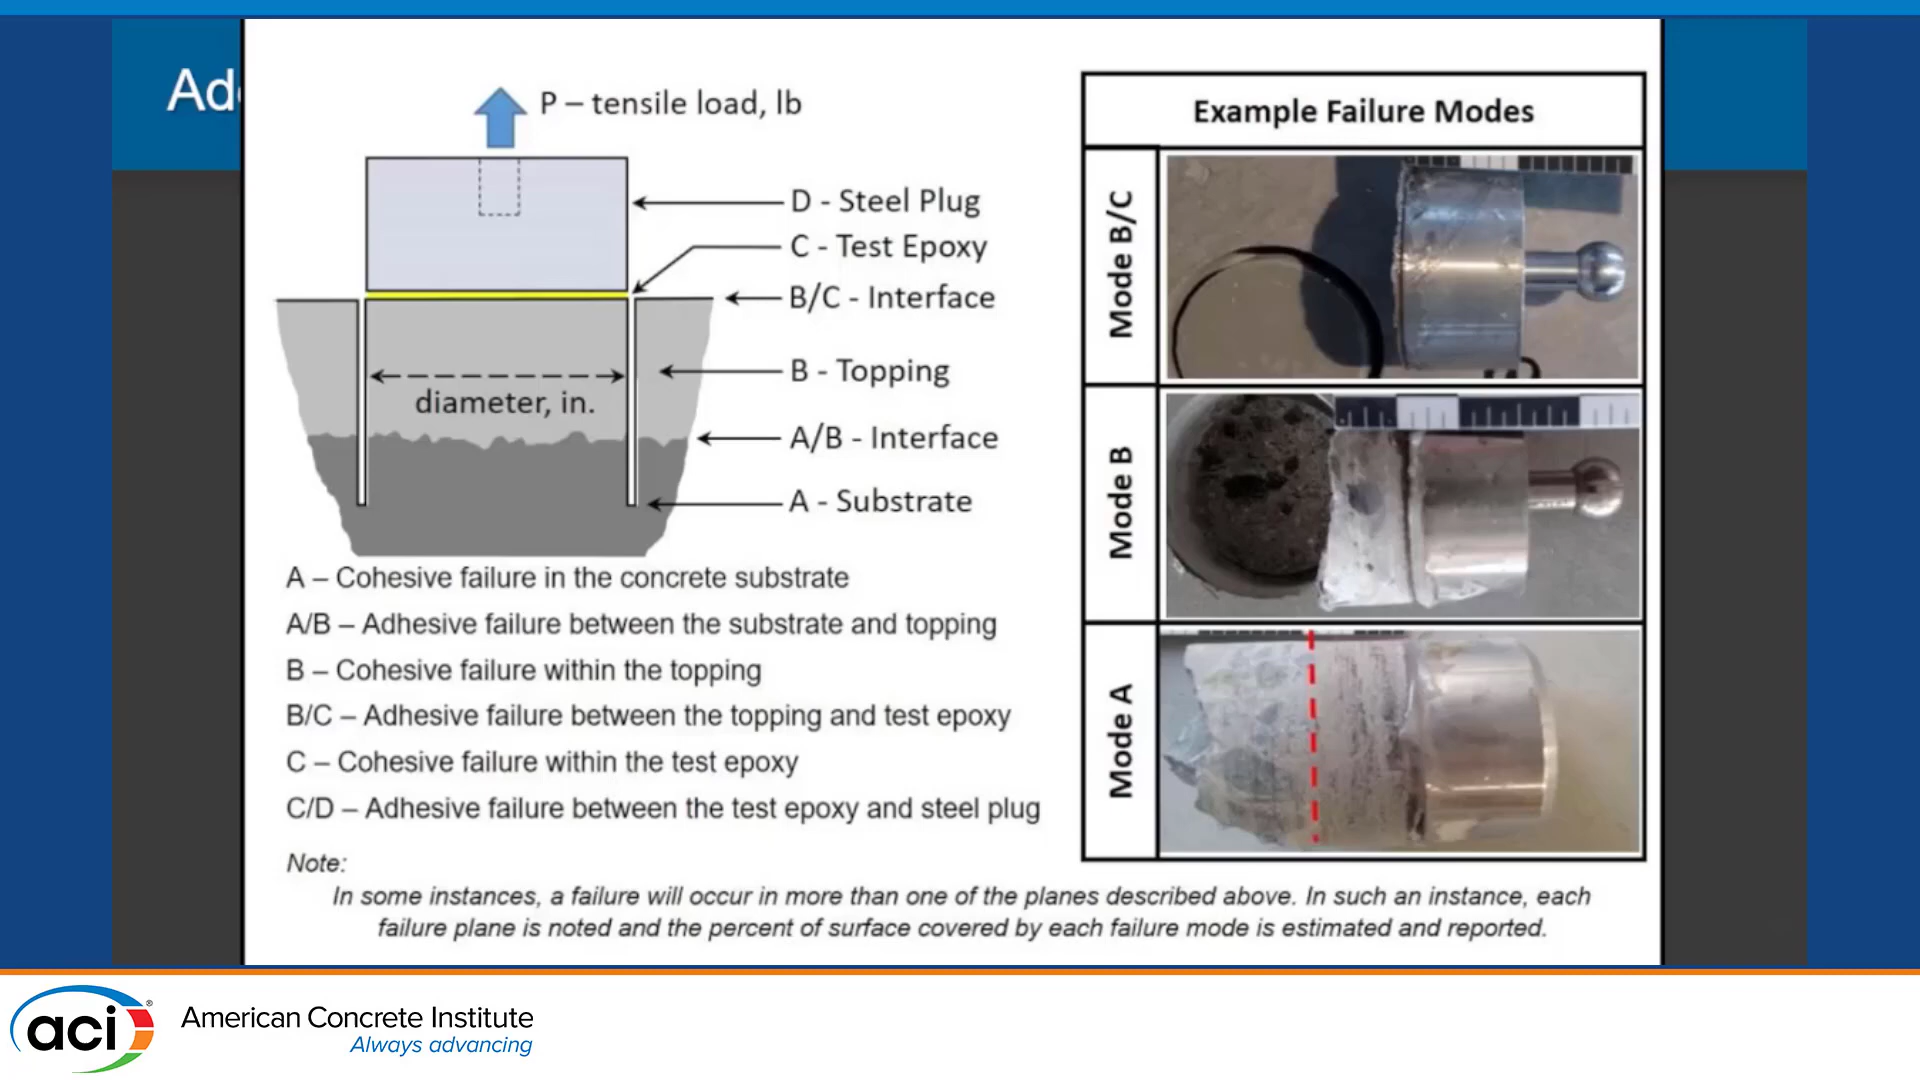 Ad
P – tensile load, lb
D - Steel Plug
C - Test Epoxy
B/C - Interface
B - Topping
diameter, in.
A/B - Interface
A - Substrate
A – Cohesive failure in the concrete substrate
A/B – Adhesive failure between the substrate and topping
B – Cohesive failure within the topping
B/C – Adhesive failure between the topping and test epoxy
C – Cohesive failure within the test epoxy
C/D – Adhesive failure between the test epoxy and steel plug
Note:
In some instances, a failure will occur in more than one of the planes described above. In such an instance, each
failure plane is noted and the percent of surface covered by each failure mode is estimated and reported.
Example Failure Modes
Mode B/C
Mode B
Mode A
aci®
American Concrete Institute
Always advancing